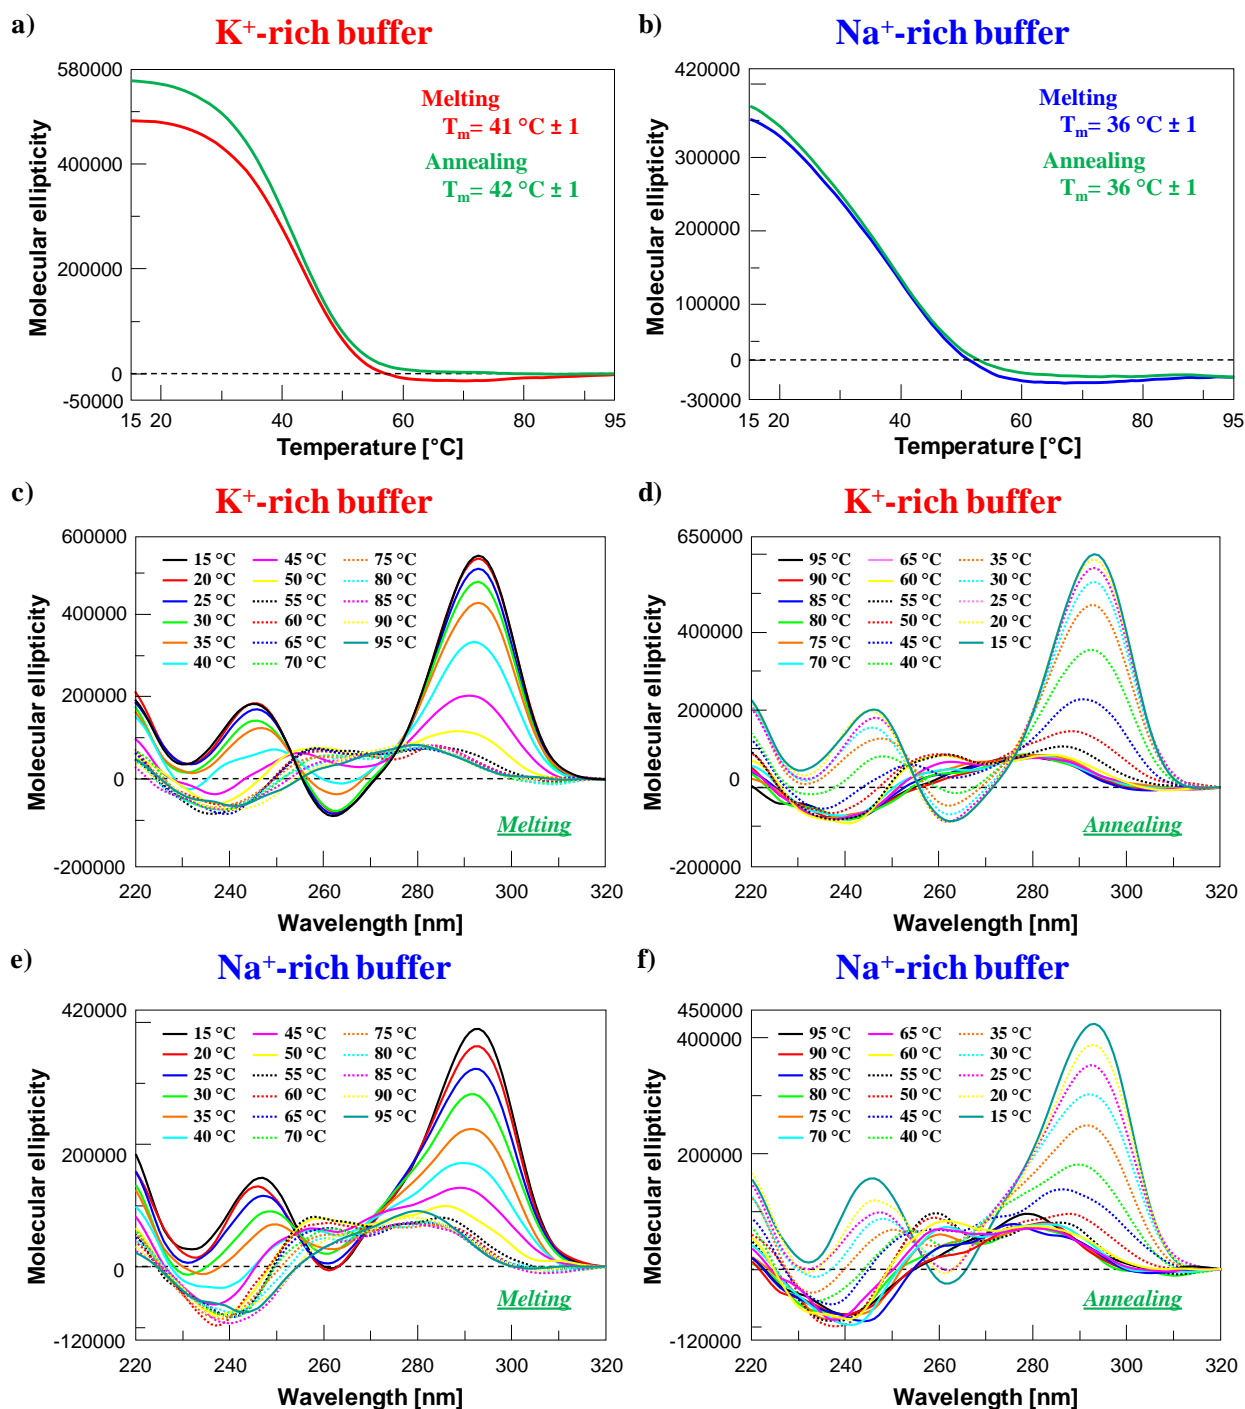 a)
K⁺-rich buffer
580000
400000
200000
0
-50000
15 20 40 60 80 95
Molecular ellipticity
Temperature [°C]
Melting
Tm= 41 °C ± 1
Annealing
Tm= 42 °C ± 1
b)
Na⁺-rich buffer
420000
300000
200000
100000
0
-30000
15 20 40 60 80 95
Molecular ellipticity
Temperature [°C]
Melting
Tm= 36 °C ± 1
Annealing
Tm= 36 °C ± 1
c)
K⁺-rich buffer
600000
400000
200000
0
-200000
220 240 260 280 300 320
Molecular ellipticity
Wavelength [nm]
15 °C 45 °C 75 °C
20 °C 50 °C 80 °C
25 °C 55 °C 85 °C
30 °C 60 °C 90 °C
35 °C 65 °C 95 °C
40 °C 70 °C
Melting
d)
K⁺-rich buffer
650000
400000
200000
0
-200000
220 240 260 280 300 320
Molecular ellipticity
Wavelength [nm]
95 °C 65 °C 35 °C
90 °C 60 °C 30 °C
85 °C 55 °C 25 °C
80 °C 50 °C 20 °C
75 °C 45 °C 15 °C
70 °C 40 °C
Annealing
e)
Na⁺-rich buffer
420000
200000
0
-120000
220 240 260 280 300 320
Molecular ellipticity
Wavelength [nm]
15 °C 45 °C 75 °C
20 °C 50 °C 80 °C
25 °C 55 °C 85 °C
30 °C 60 °C 90 °C
35 °C 65 °C 95 °C
40 °C 70 °C
Melting
f)
Na⁺-rich buffer
450000
400000
200000
0
-120000
220 240 260 280 300 320
Molecular ellipticity
Wavelength [nm]
95 °C 65 °C 35 °C
90 °C 60 °C 30 °C
85 °C 55 °C 25 °C
80 °C 50 °C 20 °C
75 °C 45 °C 15 °C
70 °C 40 °C
Annealing